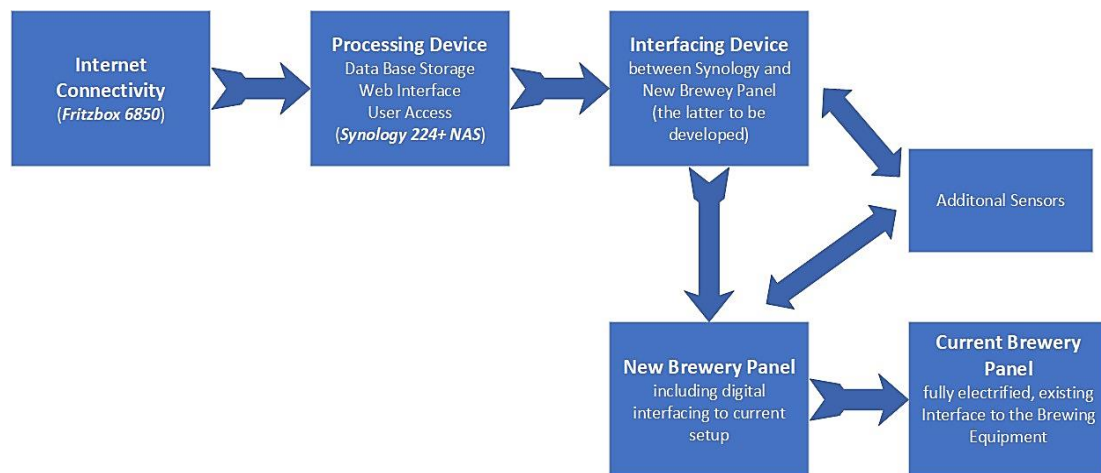 Internet
Connectivity
(Fritzbox 6850)
Processing Device
Data Base Storage
Web Interface
User Access
(Synology 224+ NAS)
Interfacing Device
between Synology and
New Brewey Panel
(the latter to be
developed)
Additonal Sensors
New Brewery Panel
including digital
interfacing to current
setup
Current Brewery
Panel
fully electrified, existing
Interface to the Brewing
Equipment